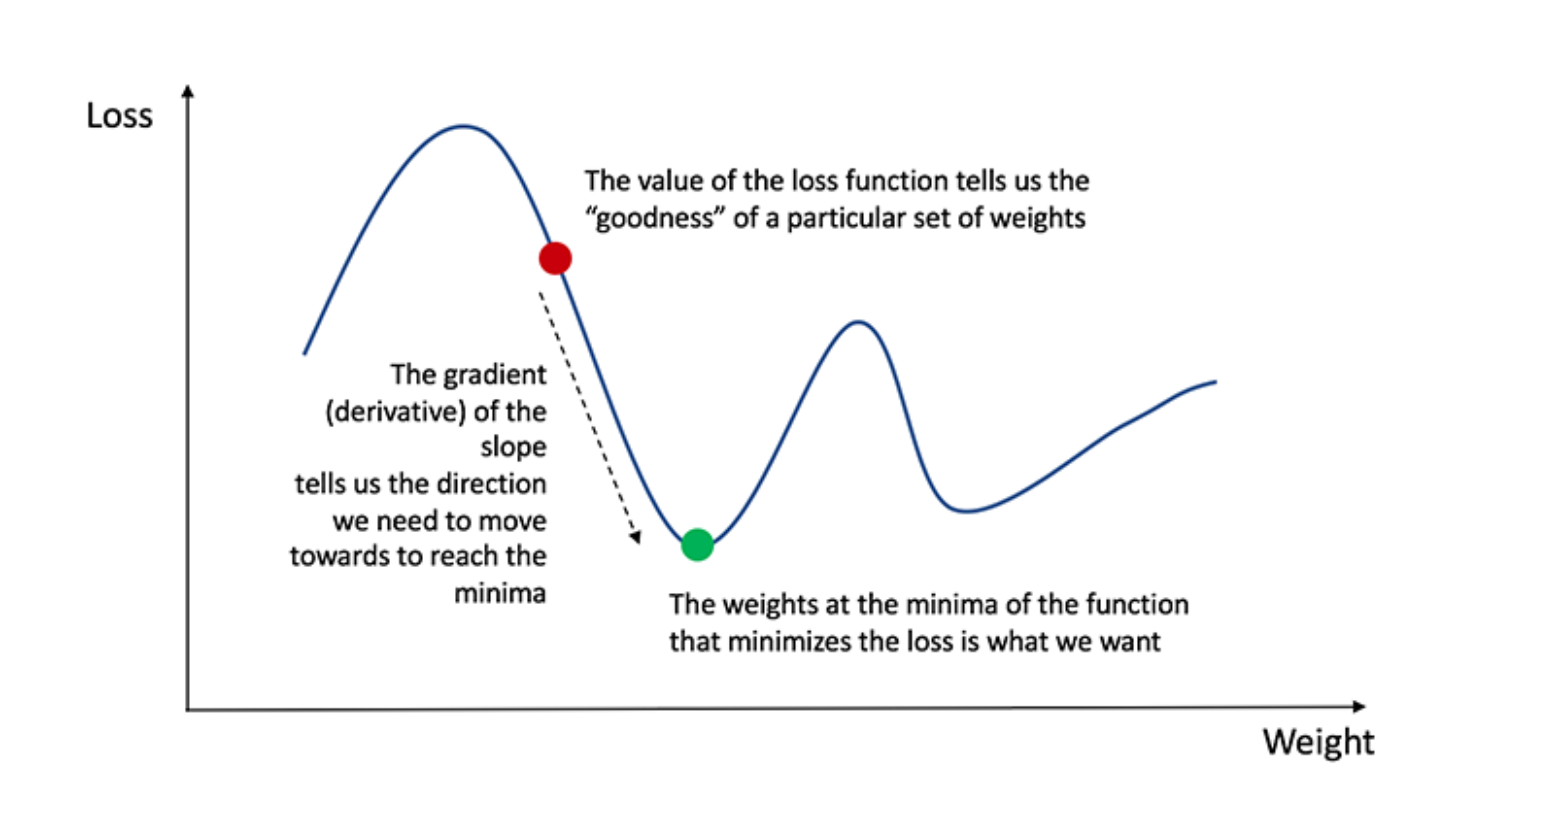 Loss
The value of the loss function tells us the
“goodness” of a particular set of weights
The gradient
(derivative) of the
slope
tells us the direction
we need to move
towards to reach the
minima
The weights at the minima of the function
that minimizes the loss is what we want
Weight